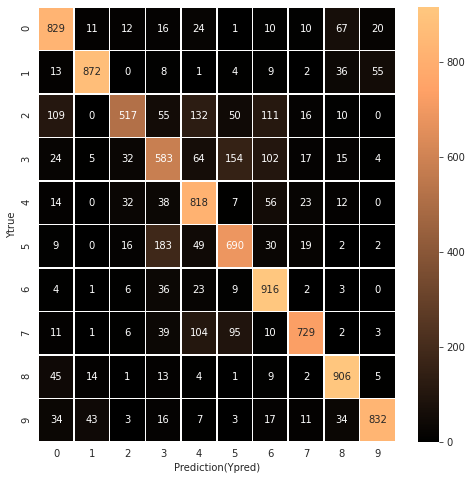 0 829 11 12 16 24 1 10 10 67 20
1 13 872 0 8 1 4 9 2 36 55
2 109 0 517 55 132 50 111 16 10 0
3 24 5 32 583 64 154 102 17 15 4
4 14 0 32 38 818 7 56 23 12 0
5 9 0 16 183 49 690 30 19 2 2
6 4 1 6 36 23 9 916 2 3 0
7 11 1 6 39 104 95 10 729 2 3
8 45 14 1 13 4 1 9 2 906 5
9 34 43 3 16 7 3 17 11 34 832
0 1 2 3 4 5 6 7 8 9
Prediction(Ypred)
Ytrue
800
600
400
200
0